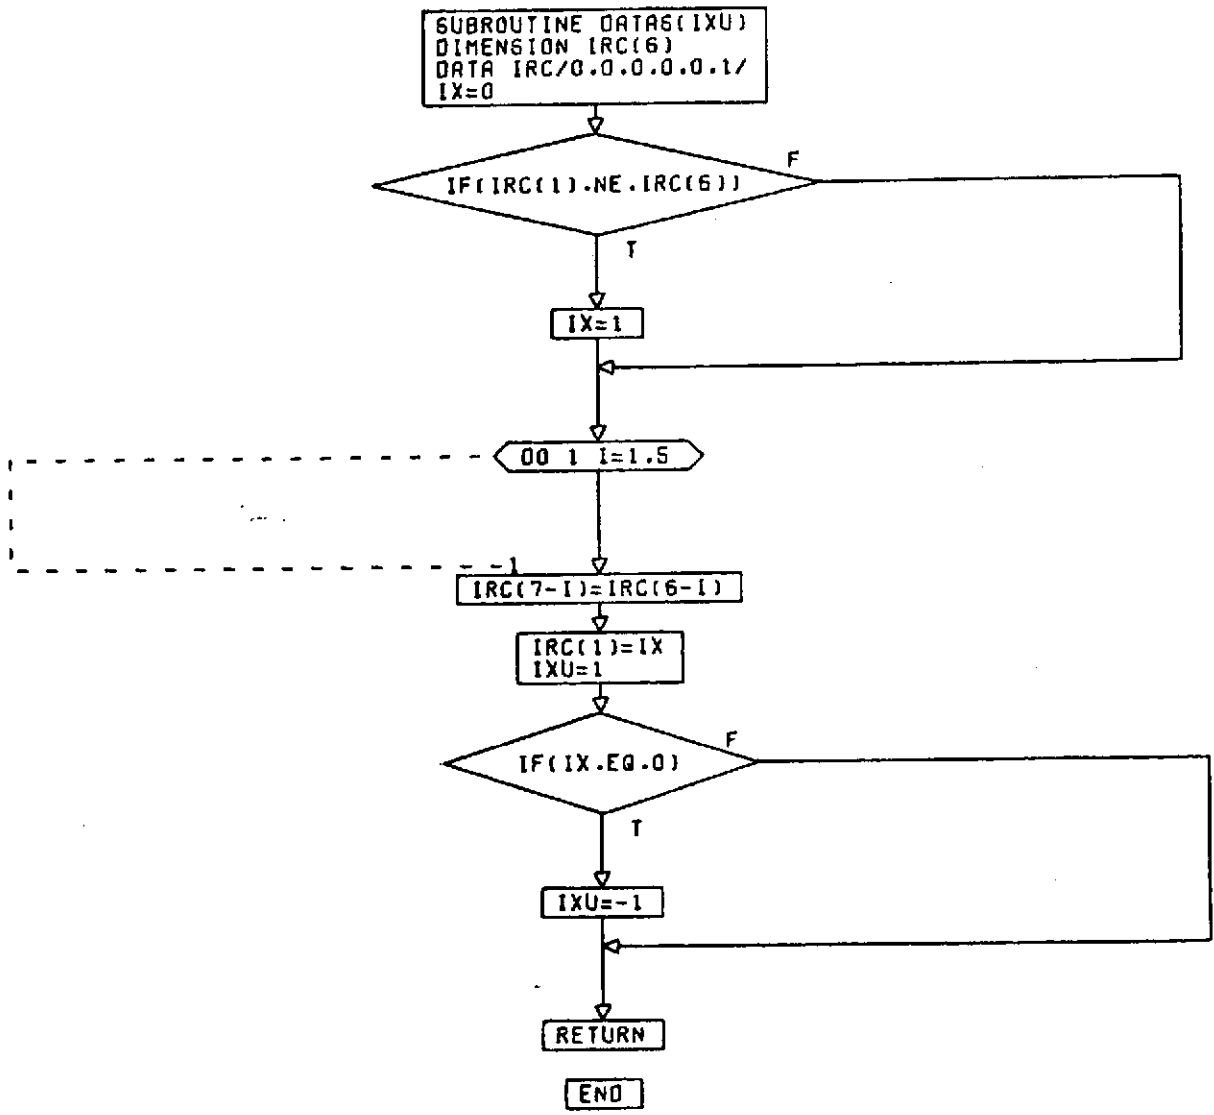 SUBROUTINE DATA6(IXU)
DIMENSION IRC(6)
DATA IRC/0.0.0.0.0.1/
IX=0
IF(IRC(1).NE.IRC(6))
F
T
IX=1
DO 1 I=1.5
1
IRC(7-I)=IRC(6-I)
IRC(1)=IX
IXU=1
IF(IX.EQ.0)
F
T
IXU=-1
RETURN
END